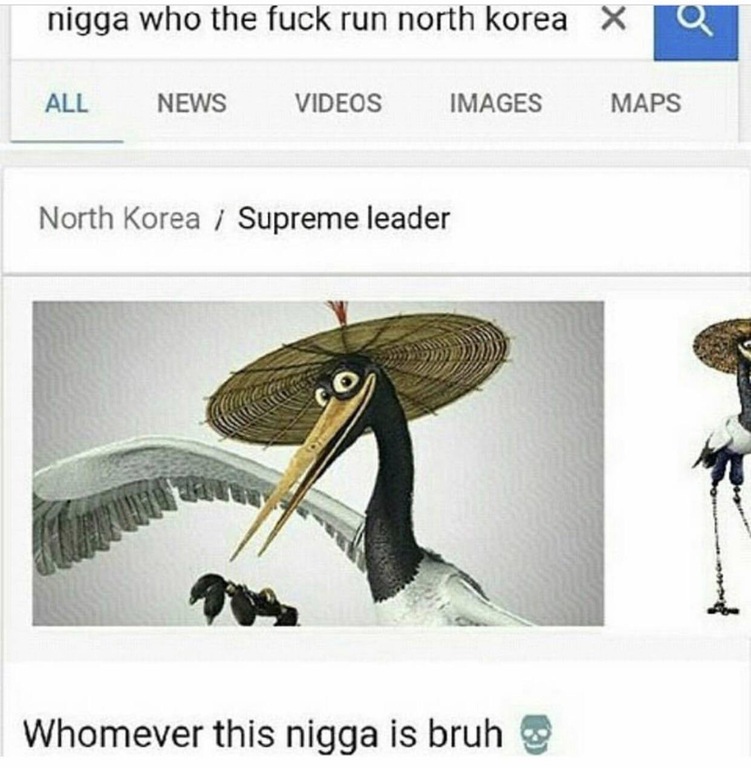 nigga who the fuck run north korea ×
ALL NEWS VIDEOS IMAGES MAPS
North Korea / Supreme leader
Whomever this nigga is bruh 💀